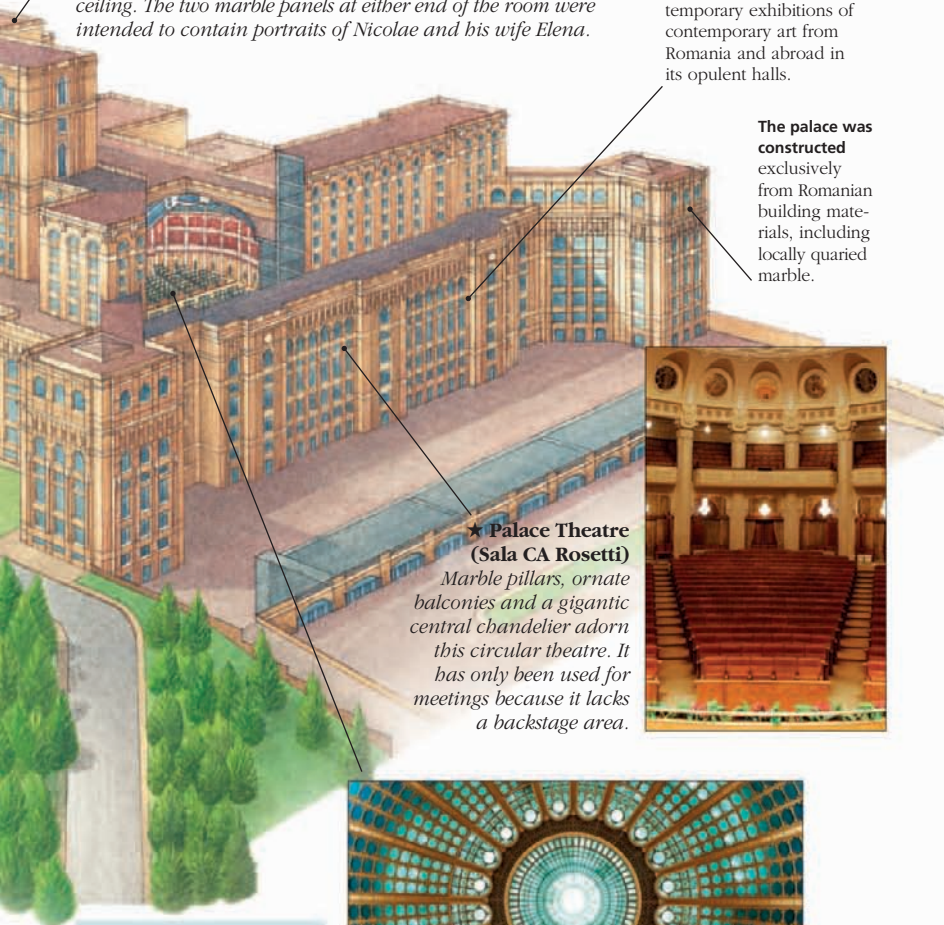 ceiling. The two marble panels at either end of the room were
intended to contain portraits of Nicolae and his wife Elena.
temporary exhibitions of
contemporary art from
Romania and abroad in
its opulent halls.
The palace was
constructed
exclusively
from Romanian
building mate-
rials, including
locally quaried
marble.
★ Palace Theatre
(Sala CA Rosetti)
Marble pillars, ornate
balconies and a gigantic
central chandelier adorn
this circular theatre. It
has only been used for
meetings because it lacks
a backstage area.